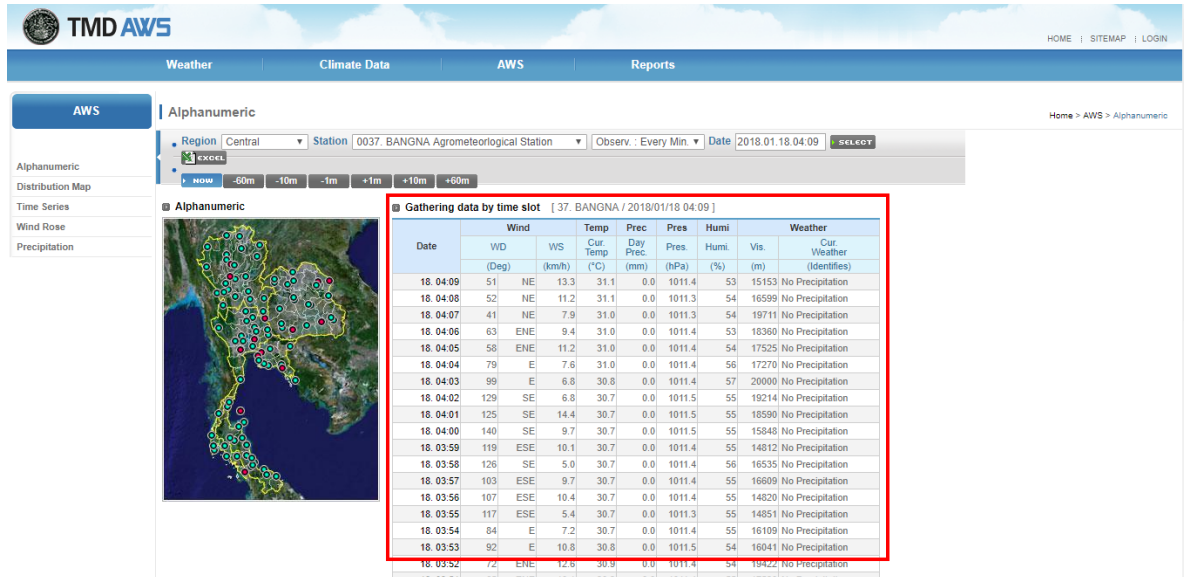 TMD AWS
HOME | SITEMAP | LOGIN
Weather Climate Data AWS Reports
AWS
Alphanumeric
Distribution Map
Time Series
Wind Rose
Precipitation
Alphanumeric
Home > AWS > Alphanumeric
Region Central Station 0037. BANGNA Agrometeorlogical Station Observ. : Every Min. Date 2018.01.18.04:09 SELECT
EXCEL
NOW -60m -10m -1m +1m +10m +60m
Alphanumeric
Gathering data by time slot [ 37. BANGNA / 2018/01/18 04:09 ]
Date Wind Temp Prec Pres Humi Weather
WD WS Cur. Temp Day Prec. Pres. Humi. Vis. Cur. Weather
(Deg) (km/h) (°C) (mm) (hPa) (%) (m) (Identifies)
18. 04:09 51 NE 13.3 31.1 0.0 1011.4 53 15153 No Precipitation
18. 04:08 52 NE 11.2 31.1 0.0 1011.3 54 16599 No Precipitation
18. 04:07 41 NE 7.9 31.0 0.0 1011.3 54 19711 No Precipitation
18. 04:06 63 ENE 9.4 31.0 0.0 1011.4 53 18360 No Precipitation
18. 04:05 58 ENE 11.2 31.0 0.0 1011.4 54 17525 No Precipitation
18. 04:04 79 E 7.6 31.0 0.0 1011.4 56 17270 No Precipitation
18. 04:03 99 E 6.8 30.8 0.0 1011.4 57 20000 No Precipitation
18. 04:02 129 SE 6.8 30.7 0.0 1011.5 55 19214 No Precipitation
18. 04:01 125 SE 14.4 30.7 0.0 1011.5 55 18590 No Precipitation
18. 04:00 140 SE 9.7 30.7 0.0 1011.5 55 15848 No Precipitation
18. 03:59 119 ESE 10.1 30.7 0.0 1011.4 55 14812 No Precipitation
18. 03:58 126 SE 5.0 30.7 0.0 1011.4 56 16535 No Precipitation
18. 03:57 103 ESE 9.7 30.7 0.0 1011.4 55 16609 No Precipitation
18. 03:56 107 ESE 10.4 30.7 0.0 1011.4 55 14820 No Precipitation
18. 03:55 117 ESE 5.4 30.7 0.0 1011.3 55 14851 No Precipitation
18. 03:54 84 E 7.2 30.7 0.0 1011.4 55 16109 No Precipitation
18. 03:53 92 E 10.8 30.8 0.0 1011.5 54 16041 No Precipitation
18. 03:52 72 ENE 12.6 30.9 0.0 1011.4 54 19422 No Precipitation